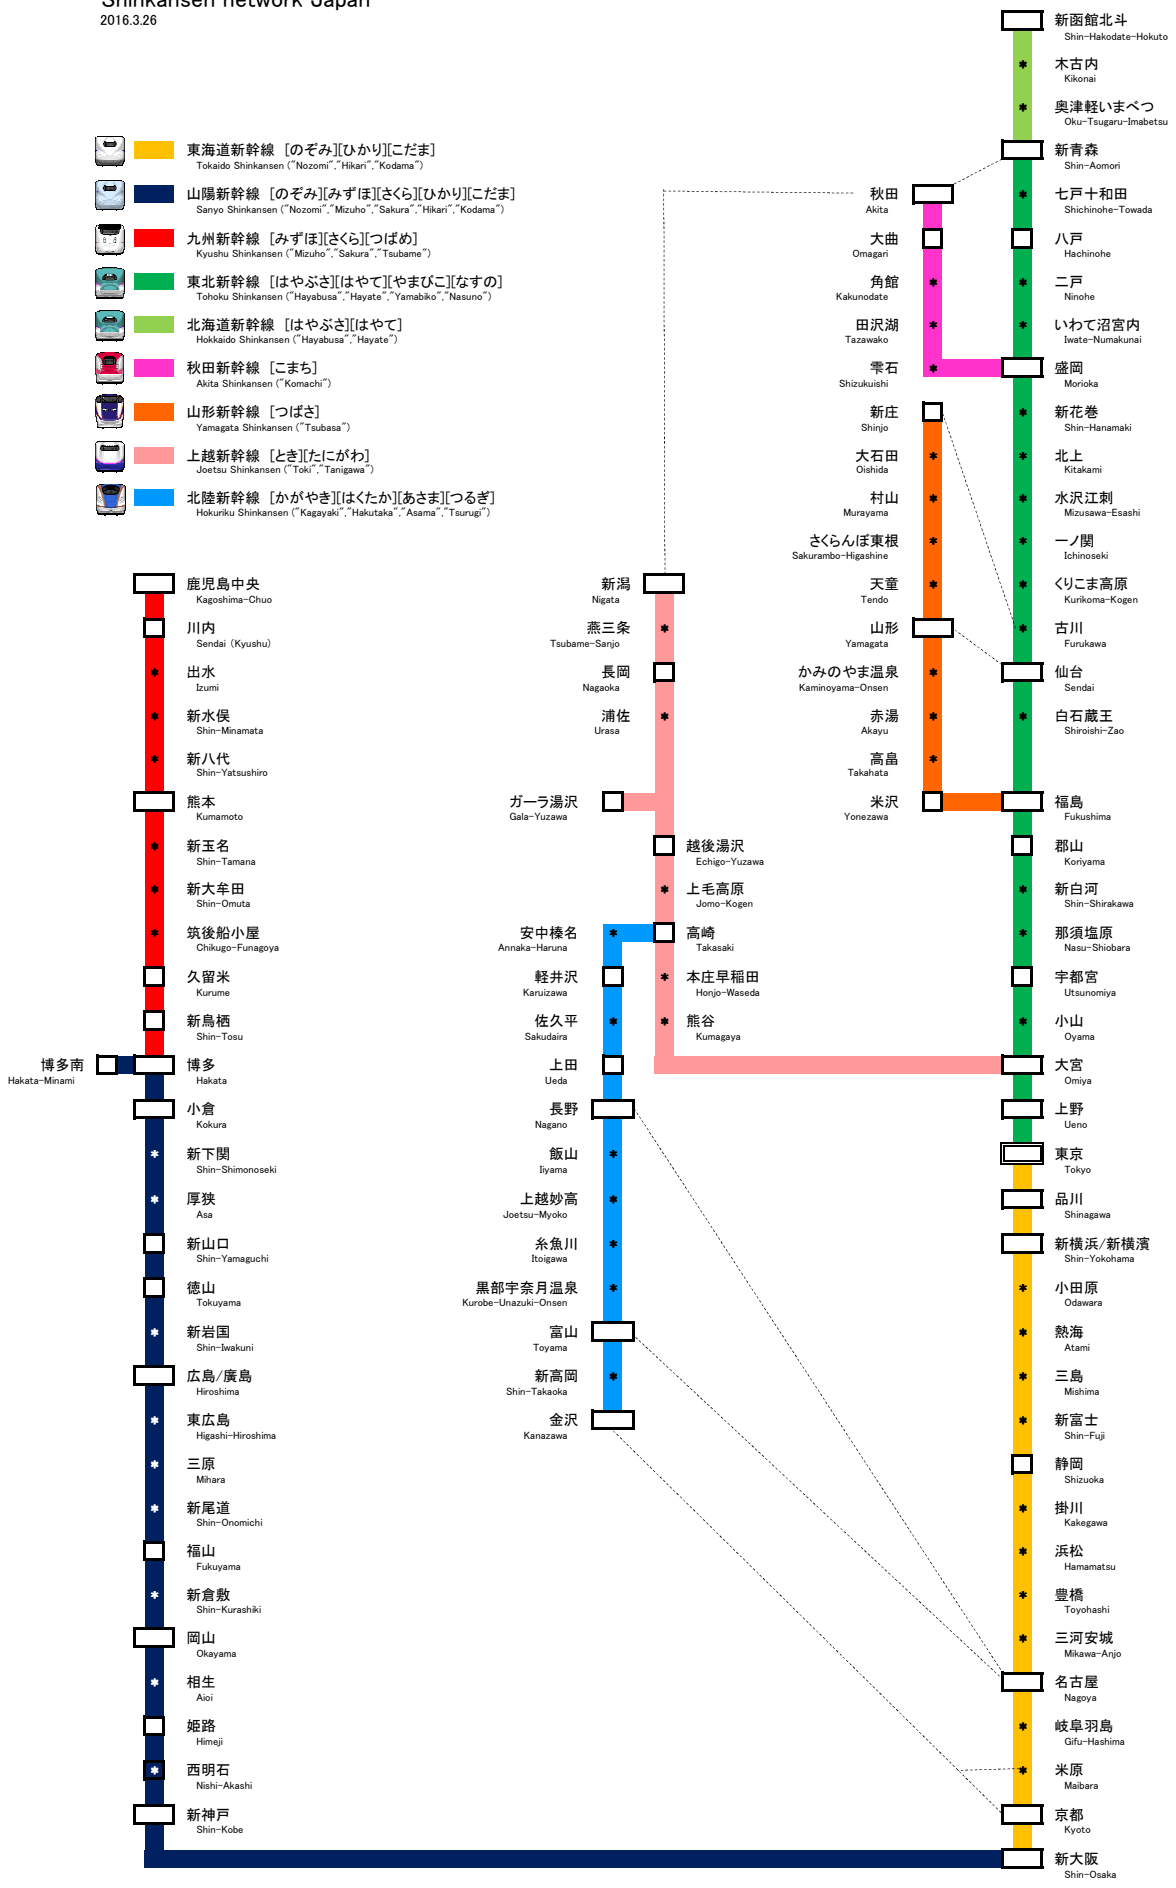 Shinkansen network Japan
2016.3.26
東海道新幹線 [のぞみ][ひかり][こだま]
Tokaido Shinkansen ("Nozomi","Hikari","Kodama")
山陽新幹線 [のぞみ][みずほ][さくら][ひかり][こだま]
Sanyo Shinkansen ("Nozomi","Mizuho","Sakura","Hikari","Kodama")
九州新幹線 [みずほ][さくら][つばめ]
Kyushu Shinkansen ("Mizuho","Sakura","Tsubame")
東北新幹線 [はやぶさ][はやて][やまびこ][なすの]
Tohoku Shinkansen ("Hayabusa","Hayate","Yamabiko","Nasuno")
北海道新幹線 [はやぶさ][はやて]
Hokkaido Shinkansen ("Hayabusa","Hayate")
秋田新幹線 [こまち]
Akita Shinkansen ("Komachi")
山形新幹線 [つばさ]
Yamagata Shinkansen ("Tsubasa")
上越新幹線 [とき][たにがわ]
Joetsu Shinkansen ("Toki","Tanigawa")
北陸新幹線 [かがやき][はくたか][あさま][つるぎ]
Hokuriku Shinkansen ("Kagayaki","Hakutaka","Asama","Tsurugi")
鹿児島中央
Kagoshima-Chuo
川内
Sendai (Kyushu)
出水
Izumi
新水俣
Shin-Minamata
新八代
Shin-Yatsushiro
熊本
Kumamoto
新玉名
Shin-Tamana
新大牟田
Shin-Omuta
筑後船小屋
Chikugo-Funagoya
久留米
Kurume
新鳥栖
Shin-Tosu
博多南
Hakata-Minami
博多
Hakata
小倉
Kokura
新下関
Shin-Shimonoseki
厚狭
Asa
新山口
Shin-Yamaguchi
徳山
Tokuyama
新岩国
Shin-Iwakuni
広島/廣島
Hiroshima
東広島
Higashi-Hiroshima
三原
Mihara
新尾道
Shin-Onomichi
福山
Fukuyama
新倉敷
Shin-Kurashiki
岡山
Okayama
相生
Aioi
姫路
Himeji
西明石
Nishi-Akashi
新神戸
Shin-Kobe
新潟
Nigata
燕三条
Tsubame-Sanjo
長岡
Nagaoka
浦佐
Urasa
ガーラ湯沢
Gala-Yuzawa
越後湯沢
Echigo-Yuzawa
上毛高原
Jomo-Kogen
高崎
Takasaki
本庄早稲田
Honjo-Waseda
熊谷
Kumagaya
安中榛名
Annaka-Haruna
軽井沢
Karuizawa
佐久平
Sakudaira
上田
Ueda
長野
Nagano
飯山
Iiyama
上越妙高
Joetsu-Myoko
糸魚川
Itoigawa
黒部宇奈月温泉
Kurobe-Unazuki-Onsen
富山
Toyama
新高岡
Shin-Takaoka
金沢
Kanazawa
秋田
Akita
大曲
Omagari
角館
Kakunodate
田沢湖
Tazawako
雫石
Shizukuishi
新庄
Shinjo
大石田
Oishida
村山
Murayama
さくらんぼ東根
Sakurambo-Higashine
天童
Tendo
山形
Yamagata
かみのやま温泉
Kaminoyama-Onsen
赤湯
Akayu
高畠
Takahata
米沢
Yonezawa
新函館北斗
Shin-Hakodate-Hokuto
木古内
Kikonai
奥津軽いまべつ
Oku-Tsugaru-Imabetsu
新青森
Shin-Aomori
七戸十和田
Shichinohe-Towada
八戸
Hachinohe
二戸
Ninohe
いわて沼宮内
Iwate-Numakunai
盛岡
Morioka
新花巻
Shin-Hanamaki
北上
Kitakami
水沢江刺
Mizusawa-Esashi
一ノ関
Ichinoseki
くりこま高原
Kurikoma-Kogen
古川
Furukawa
仙台
Sendai
白石蔵王
Shiroishi-Zao
福島
Fukushima
郡山
Koriyama
新白河
Shin-Shirakawa
那須塩原
Nasu-Shiobara
宇都宮
Utsunomiya
小山
Oyama
大宮
Omiya
上野
Ueno
東京
Tokyo
品川
Shinagawa
新横浜/新横濱
Shin-Yokohama
小田原
Odawara
熱海
Atami
三島
Mishima
新富士
Shin-Fuji
静岡
Shizuoka
掛川
Kakegawa
浜松
Hamamatsu
豊橋
Toyohashi
三河安城
Mikawa-Anjo
名古屋
Nagoya
岐阜羽島
Gifu-Hashima
米原
Maibara
京都
Kyoto
新大阪
Shin-Osaka